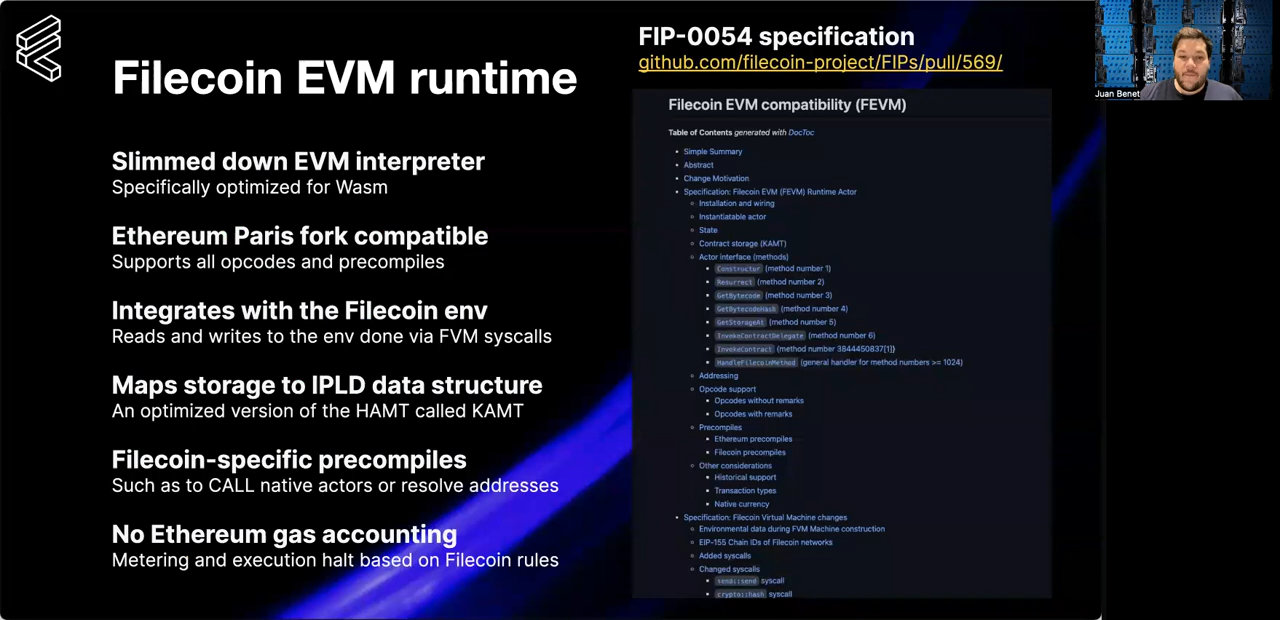 Filecoin EVM runtime
Slimmed down EVM interpreter
Specifically optimized for Wasm
Ethereum Paris fork compatible
Supports all opcodes and precompiles
Integrates with the Filecoin env
Reads and writes to the env done via FVM syscalls
Maps storage to IPLD data structure
An optimized version of the HAMT called KAMT
Filecoin-specific precompiles
Such as to CALL native actors or resolve addresses
No Ethereum gas accounting
Metering and execution halt based on Filecoin rules
FIP-0054 specification
github.com/filecoin-project/FIPs/pull/569/
Filecoin EVM compatibility (FEVM)
Table of Contents generated with DocToc
Simple Summary
Abstract
Change Motivation
Specification: Filecoin EVM (FEVM) Runtime Actor
Installation and wiring
Instantiatable actor
State
Contract storage (KAMT)
Actor interface (methods)
Constructor (method number 1)
Resurrect (method number 2)
GetBytecode (method number 3)
GetBytecodeHash (method number 4)
GetStorageAt (method number 5)
InvokeContractDelegate (method number 6)
InvokeContract (method number 3844450837[1])
HandleFilecoinMethod (general handler for method numbers >= 1024)
Addressing
Opcode support
Opcodes without remarks
Opcodes with remarks
Precompiles
Ethereum precompiles
Filecoin precompiles
Other considerations
Historical support
Transaction types
Native currency
Specification: Filecoin Virtual Machine changes
Environmental data during FVM Machine construction
EIP-155 Chain IDs of Filecoin networks
Added syscalls
Changed syscalls
send::send syscall
crypto::hash syscall
Juan Benet